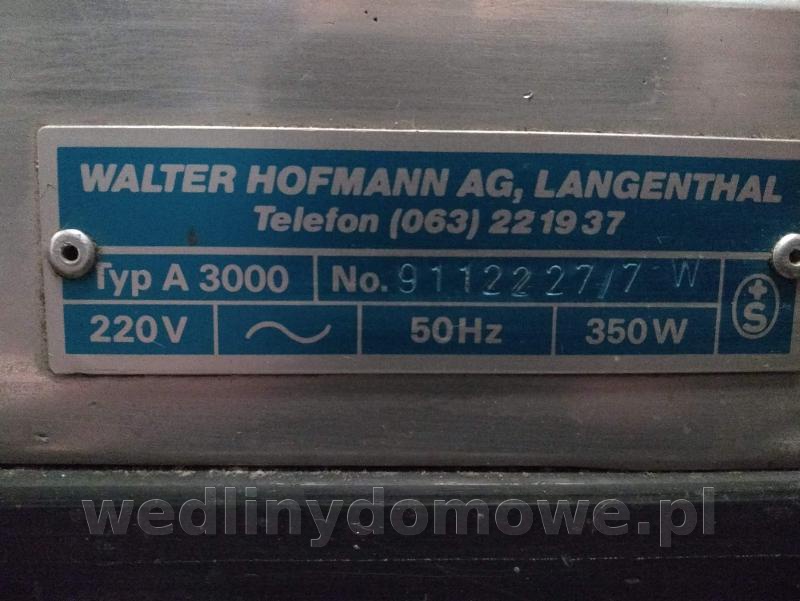 WALTER HOFMANN AG, LANGENTHAL
Telefon (063) 22 19 37
Typ A 3000 No. 9112227/7 W
220V 50Hz 350W +S
wedlinydomowe.pl